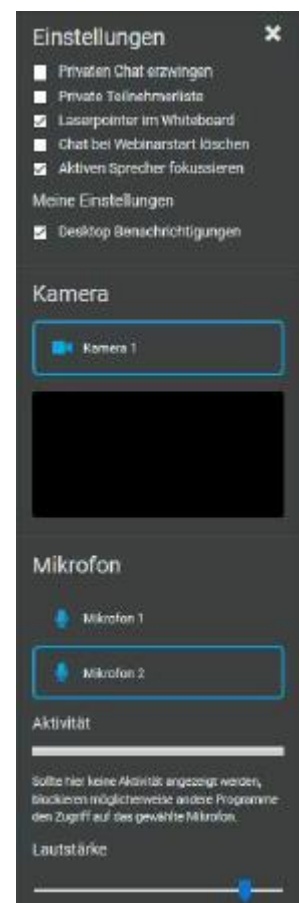 Einstellungen
Privaten Chat erzwingen
Private Teilnehmerliste
Laserpointer im Whiteboard
Chat bei Webinarstart löschen
Aktiven Sprecher fokussieren
Meine Einstellungen
Desktop Benachrichtigungen
Kamera
Kamera 1
Mikrofon
Mikrofon 1
Mikrofon 2
Aktivität
Sollte hier keine Aktivität angezeigt werden,
blockieren möglicherweise andere Programme
den Zugriff auf das gewählte Mikrofon.
Lautstärke